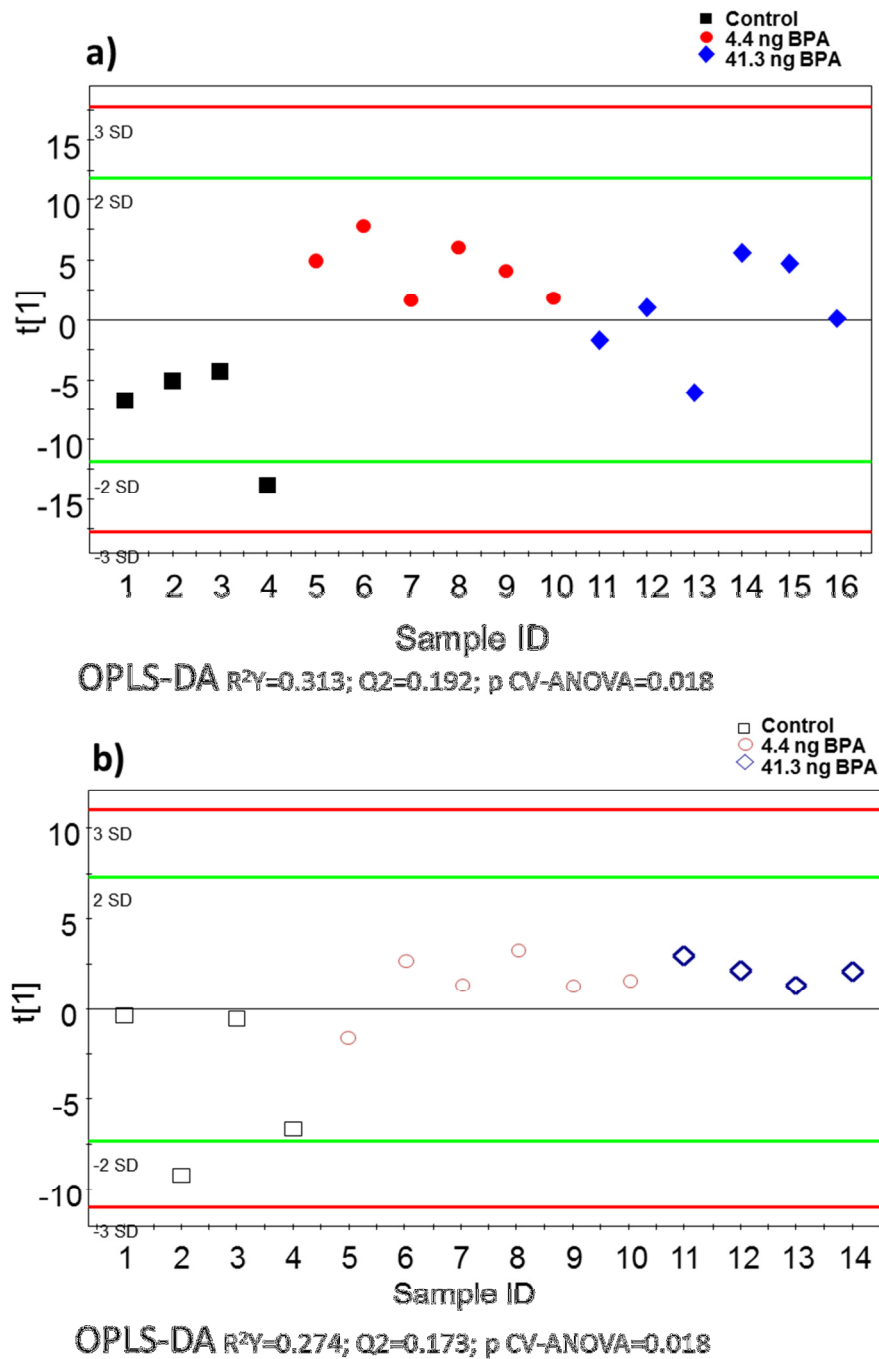 a)
Control
4.4 ng BPA
41.3 ng BPA
3 SD
15
2 SD
10
5
0
-5
-10
-2 SD
-15
-3 SD
t[1]
1 2 3 4 5 6 7 8 9 10 11 12 13 14 15 16
Sample ID
OPLS-DA R²Y=0.313; Q2=0.192; p CV-ANOVA=0.018
b)
Control
4.4 ng BPA
41.3 ng BPA
10
3 SD
2 SD
5
0
-5
-2 SD
-10
-3 SD
t[1]
1 2 3 4 5 6 7 8 9 10 11 12 13 14
Sample ID
OPLS-DA R²Y=0.274; Q2=0.173; p CV-ANOVA=0.018